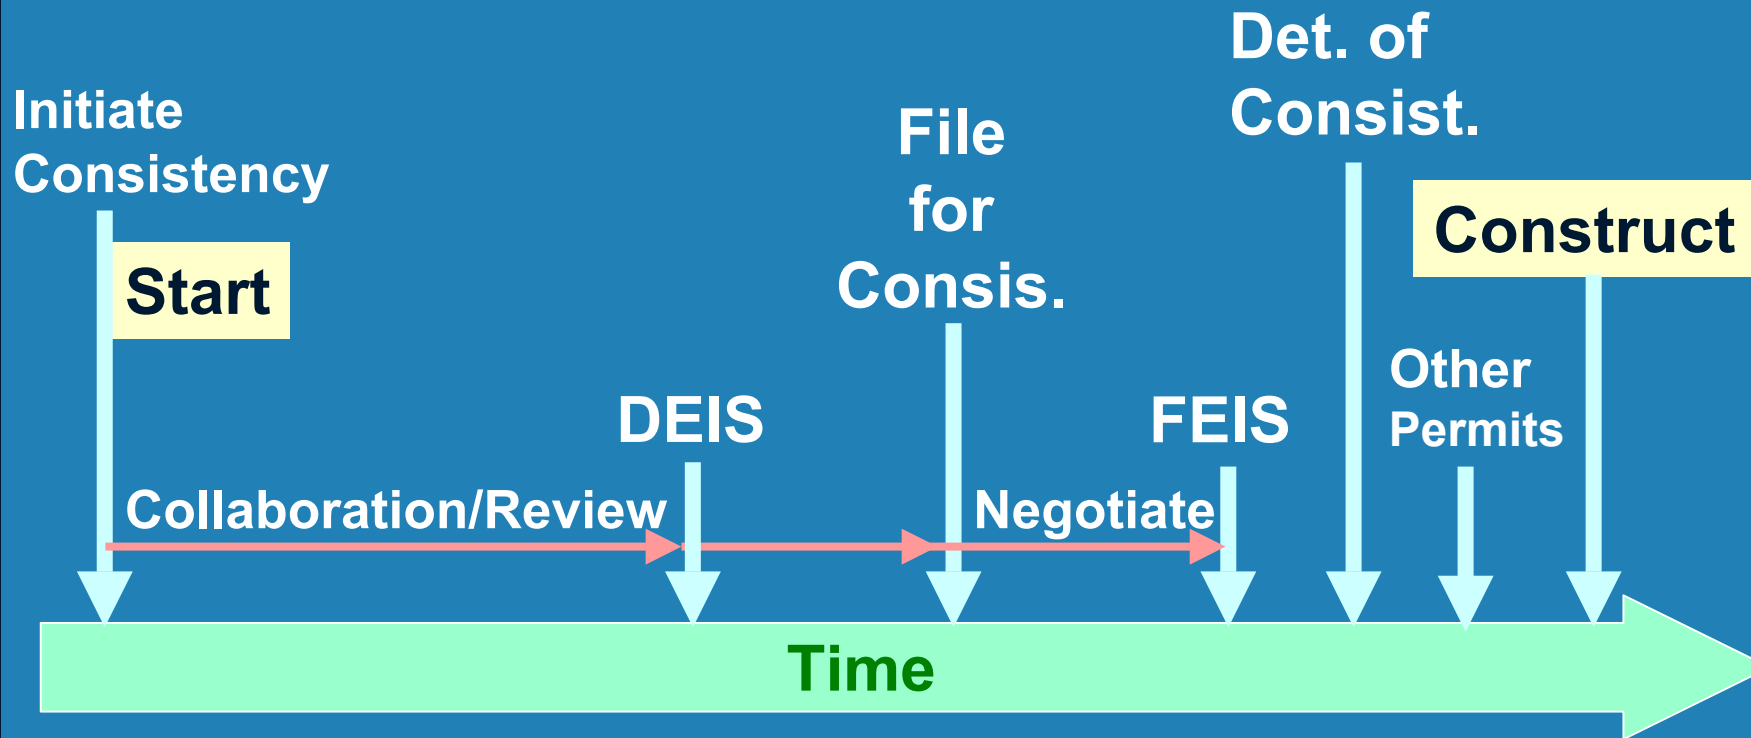 Initiate
Consistency
Start
Collaboration/Review
DEIS
File
for
Consis.
Negotiate
FEIS
Det. of
Consist.
Other
Permits
Construct
Time